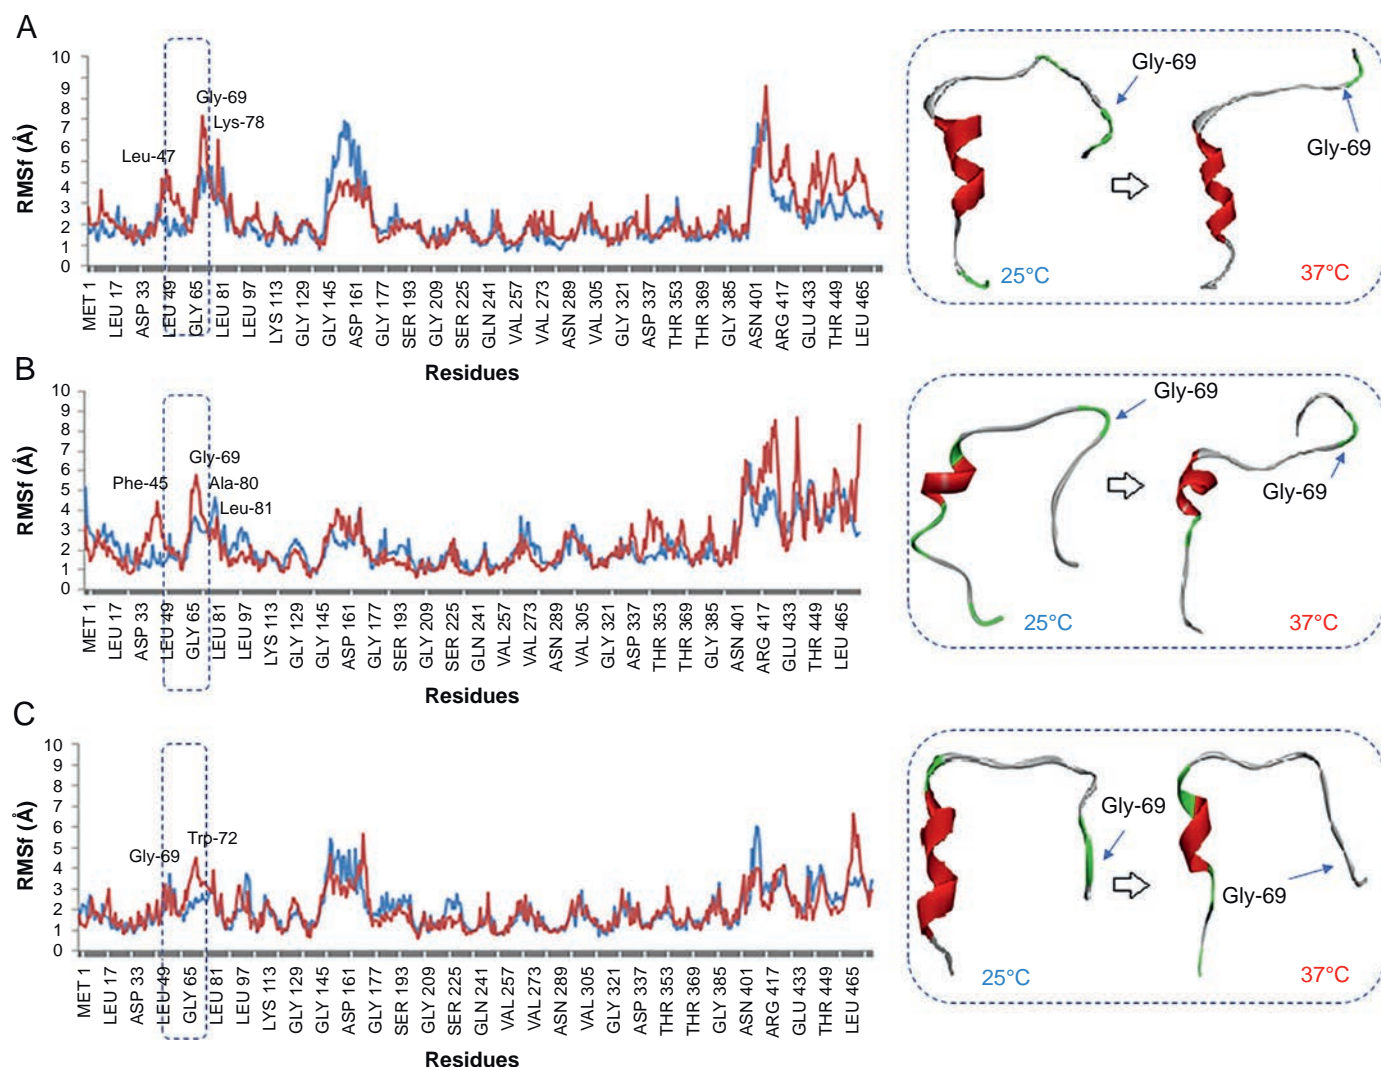 A
RMSf (Å)
10
9
8
7
6
5
4
3
2
1
0
Leu-47
Gly-69
Lys-78
MET 1
LEU 17
ASP 33
LEU 49
GLY 65
LEU 81
LEU 97
LYS 113
GLY 129
GLY 145
ASP 161
GLY 177
SER 193
GLY 209
SER 225
GLN 241
VAL 257
VAL 273
ASN 289
VAL 305
GLY 321
ASP 337
THR 353
THR 369
GLY 385
ASN 401
ARG 417
GLU 433
THR 449
LEU 465
Residues
Gly-69
Gly-69
25°C
37°C
B
RMSf (Å)
10
9
8
7
6
5
4
3
2
1
0
Phe-45
Gly-69
Ala-80
Leu-81
MET 1
LEU 17
ASP 33
LEU 49
GLY 65
LEU 81
LEU 97
LYS 113
GLY 129
GLY 145
ASP 161
GLY 177
SER 193
GLY 209
SER 225
GLN 241
VAL 257
VAL 273
ASN 289
VAL 305
GLY 321
ASP 337
THR 353
THR 369
GLY 385
ASN 401
ARG 417
GLU 433
THR 449
LEU 465
Residues
Gly-69
Gly-69
25°C
37°C
C
RMSf (Å)
10
9
8
7
6
5
4
3
2
1
0
Gly-69
Trp-72
MET 1
LEU 17
ASP 33
LEU 49
GLY 65
LEU 81
LEU 97
LYS 113
GLY 129
GLY 145
ASP 161
GLY 177
SER 193
GLY 209
SER 225
GLN 241
VAL 257
VAL 273
ASN 289
VAL 305
GLY 321
ASP 337
THR 353
THR 369
GLY 385
ASN 401
ARG 417
GLU 433
THR 449
LEU 465
Residues
Gly-69
Gly-69
25°C
37°C